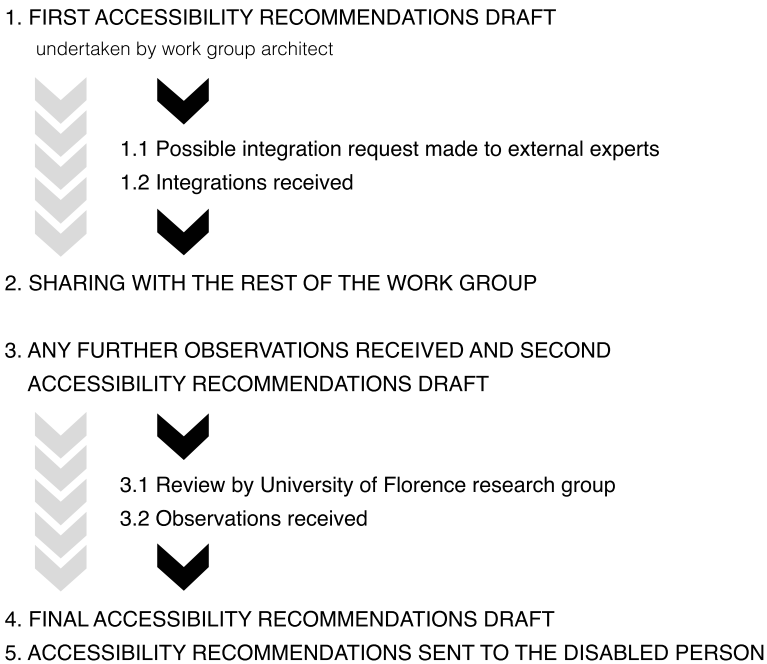 1. FIRST ACCESSIBILITY RECOMMENDATIONS DRAFT
undertaken by work group architect
1.1 Possible integration request made to external experts
1.2 Integrations received
2. SHARING WITH THE REST OF THE WORK GROUP
3. ANY FURTHER OBSERVATIONS RECEIVED AND SECOND
ACCESSIBILITY RECOMMENDATIONS DRAFT
3.1 Review by University of Florence research group
3.2 Observations received
4. FINAL ACCESSIBILITY RECOMMENDATIONS DRAFT
5. ACCESSIBILITY RECOMMENDATIONS SENT TO THE DISABLED PERSON